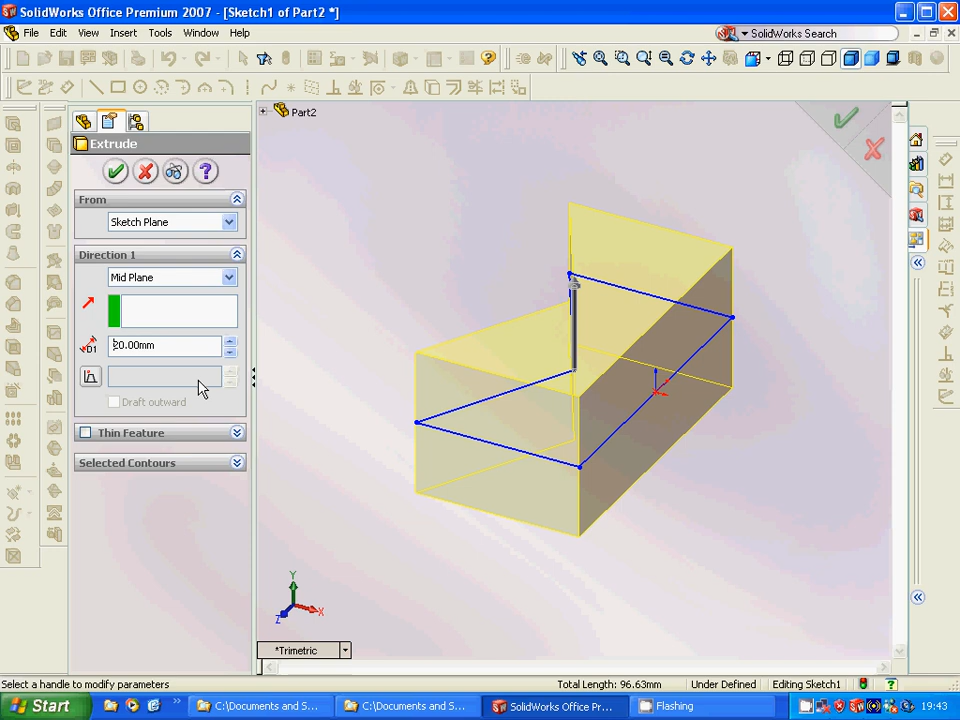 SolidWorks Office Premium 2007 - [Sketch1 of Part2 *]
File Edit View Insert Tools Window Help
SolidWorks Search
Part2
Extrude
From
Sketch Plane
Direction 1
Mid Plane
D1
20.00mm
Draft outward
Thin Feature
Selected Contours
Y
X
Z
*Trimetric
Select a handle to modify parameters
Total Length: 96.63mm
Under Defined
Editing Sketch1
Start
C:\Documents and S...
C:\Documents and S...
SolidWorks Office Pr...
Flashing
19:43